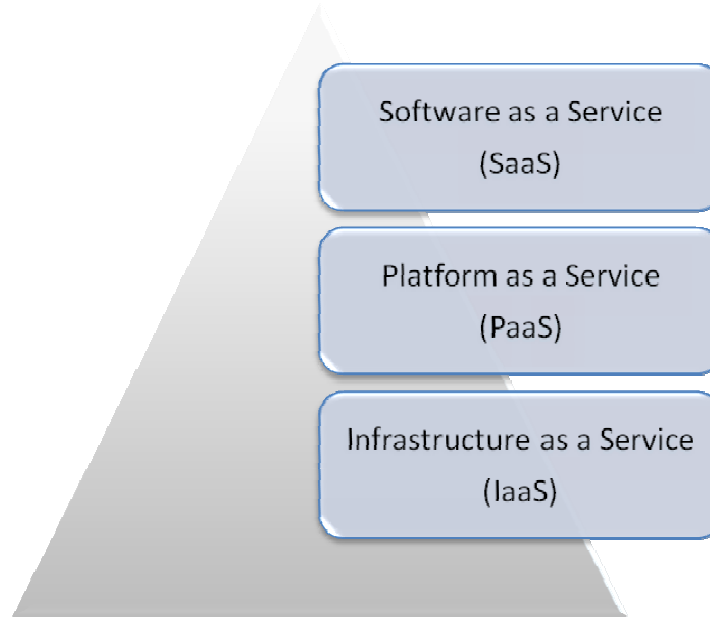 Software as a Service
(SaaS)
Platform as a Service
(PaaS)
Infrastructure as a Service
(IaaS)